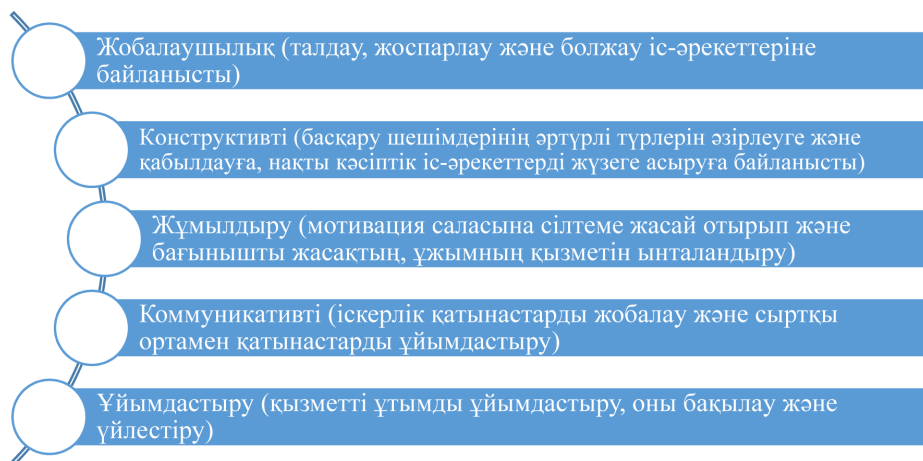 Жобалаушылық (талдау, жоспарлау және болжау іс-әрекеттеріне
байланысты)
Конструктивті (басқару шешімдерінің әртүрлі түрлерін әзірлеуге және
қабылдауға, нақты кәсіптік іс-әрекеттерді жүзеге асыруға байланысты)
Жұмылдыру (мотивация саласына сілтеме жасай отырып және
бағынышты жасақтың, ұжымның қызметін ынталандыру)
Коммуникативті (іскерлік қатынастарды жобалау және сыртқы
ортамен қатынастарды ұйымдастыру)
Ұйымдастыру (қызметті ұтымды ұйымдастыру, оны бақылау және
үйлестіру)